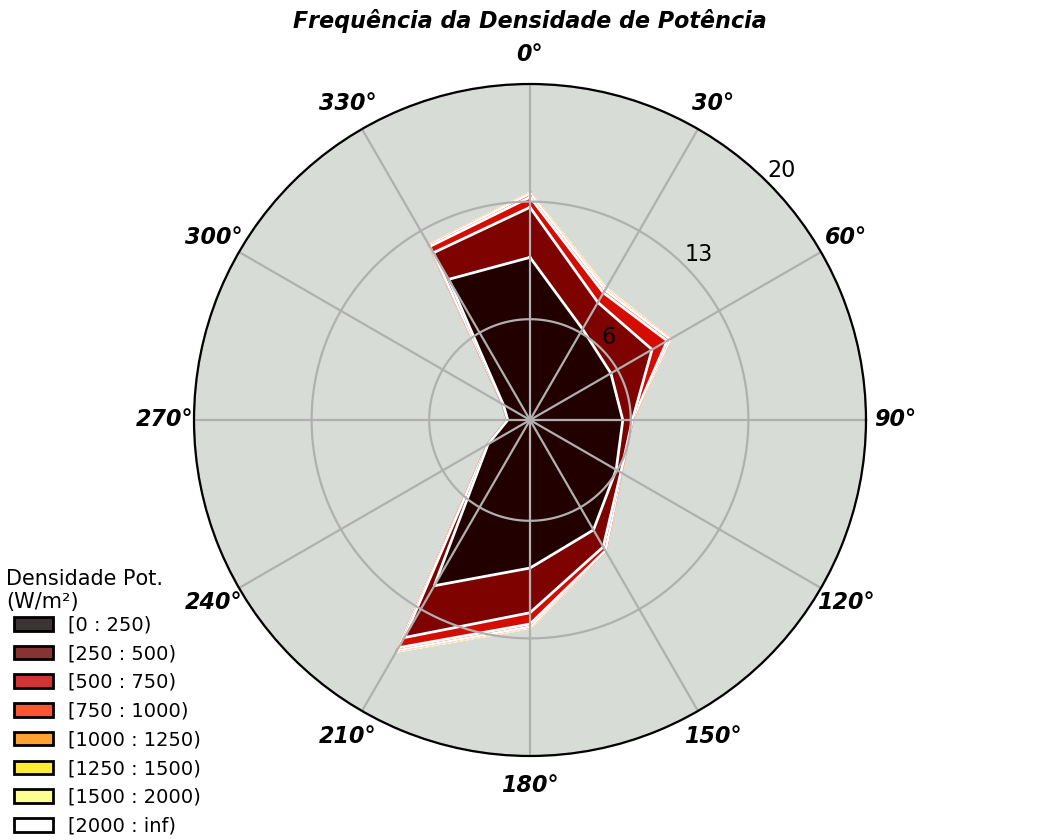 Frequência da Densidade de Potência
0°
330°
30°
20
300°
60°
13
6
270°
90°
240°
120°
210°
150°
180°
Densidade Pot.
(W/m²)
[0 : 250)
[250 : 500)
[500 : 750)
[750 : 1000)
[1000 : 1250)
[1250 : 1500)
[1500 : 2000)
[2000 : inf)